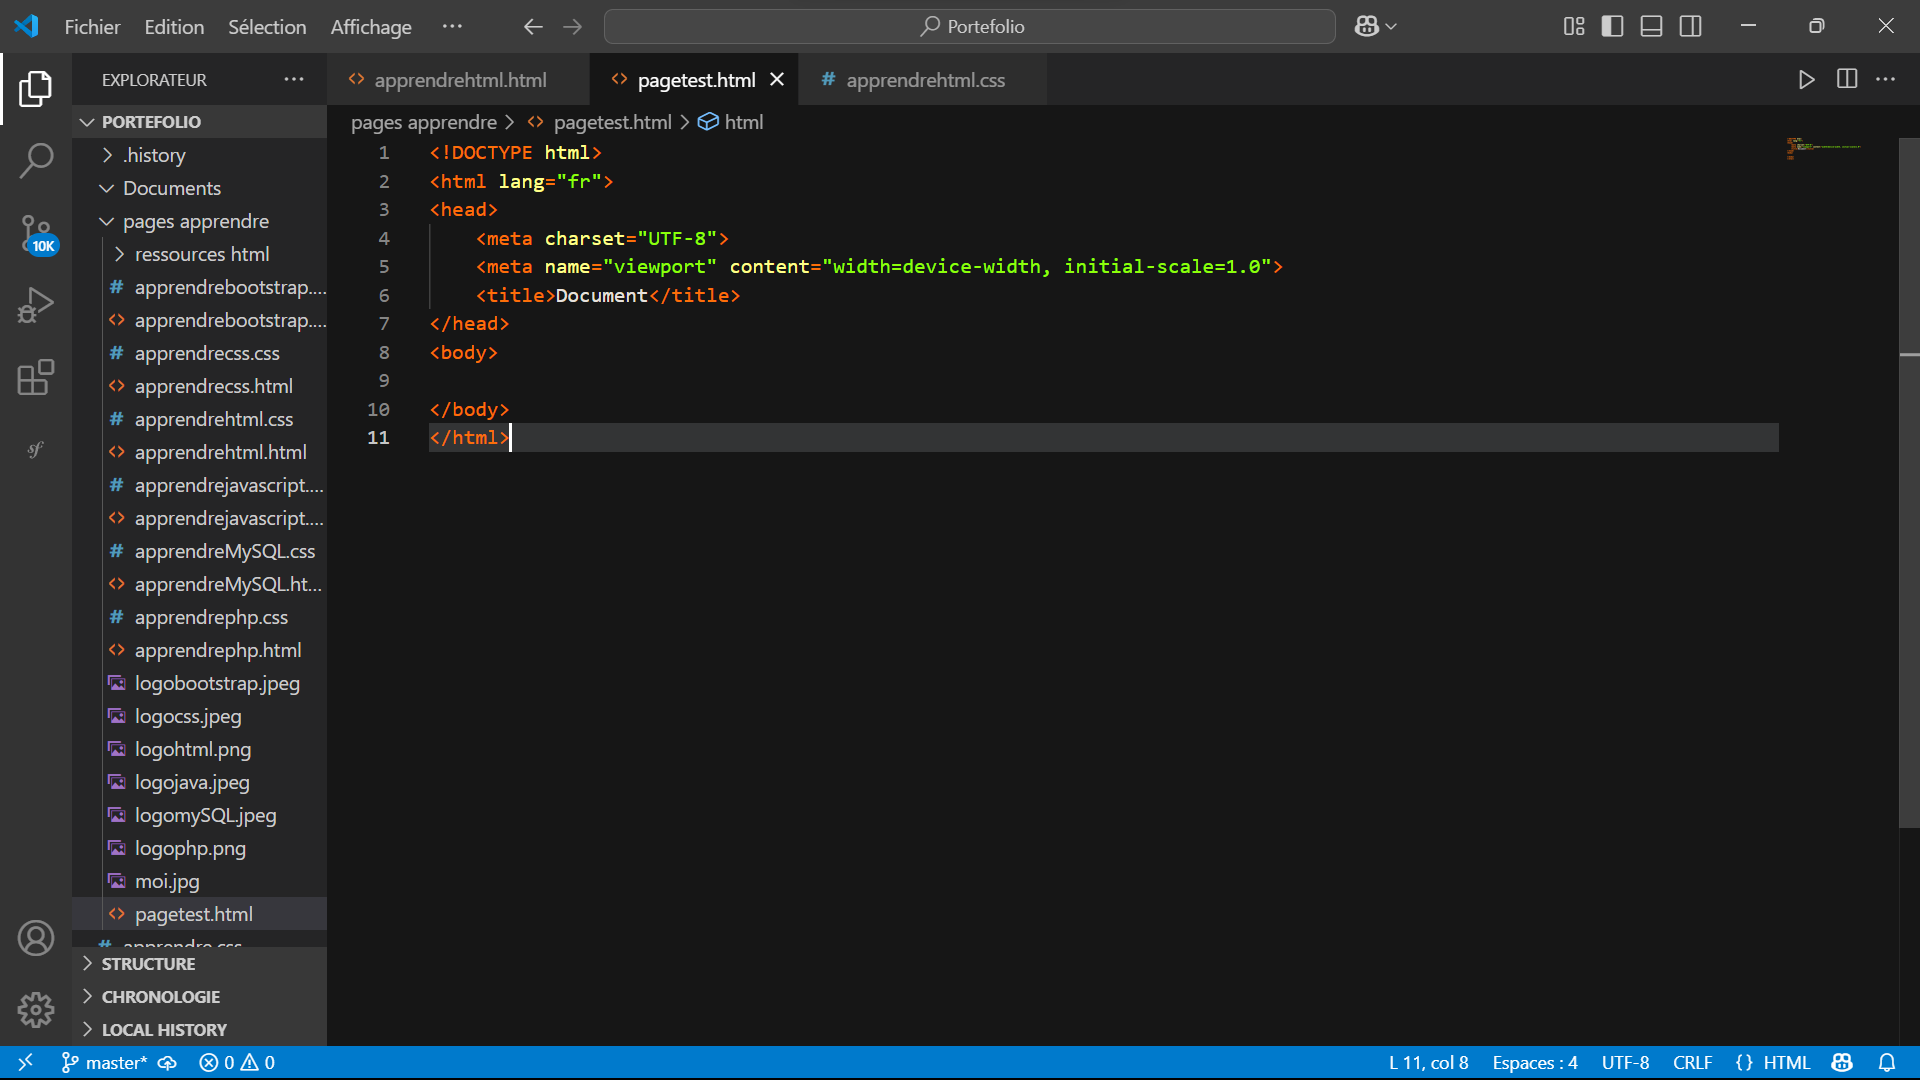 Fichier Edition Sélection Affichage ··· Portefolio
EXPLORATEUR ···
apprendrehtml.html pagetest.html apprendrehtml.css
PORTEFOLIO
.history
Documents
pages apprendre
ressources html
apprendrebootstrap....
apprendrebootstrap....
apprendrecss.css
apprendrecss.html
apprendrehtml.css
apprendrehtml.html
apprendrejavascript....
apprendrejavascript....
apprendreMySQL.css
apprendreMySQL.ht...
apprendrephp.css
apprendrephp.html
logobootstrap.jpeg
logocss.jpeg
logohtml.png
logojava.jpeg
logomySQL.jpeg
logophp.png
moi.jpg
pagetest.html
apprendre.css
STRUCTURE
CHRONOLOGIE
LOCAL HISTORY
10K
sf
pages apprendre > pagetest.html > html
1 <!DOCTYPE html>
2 <html lang="fr">
3 <head>
4 <meta charset="UTF-8">
5 <meta name="viewport" content="width=device-width, initial-scale=1.0">
6 <title>Document</title>
7 </head>
8 <body>
9
10 </body>
11 </html>
master* 0 0 L 11, col 8 Espaces : 4 UTF-8 CRLF {} HTML